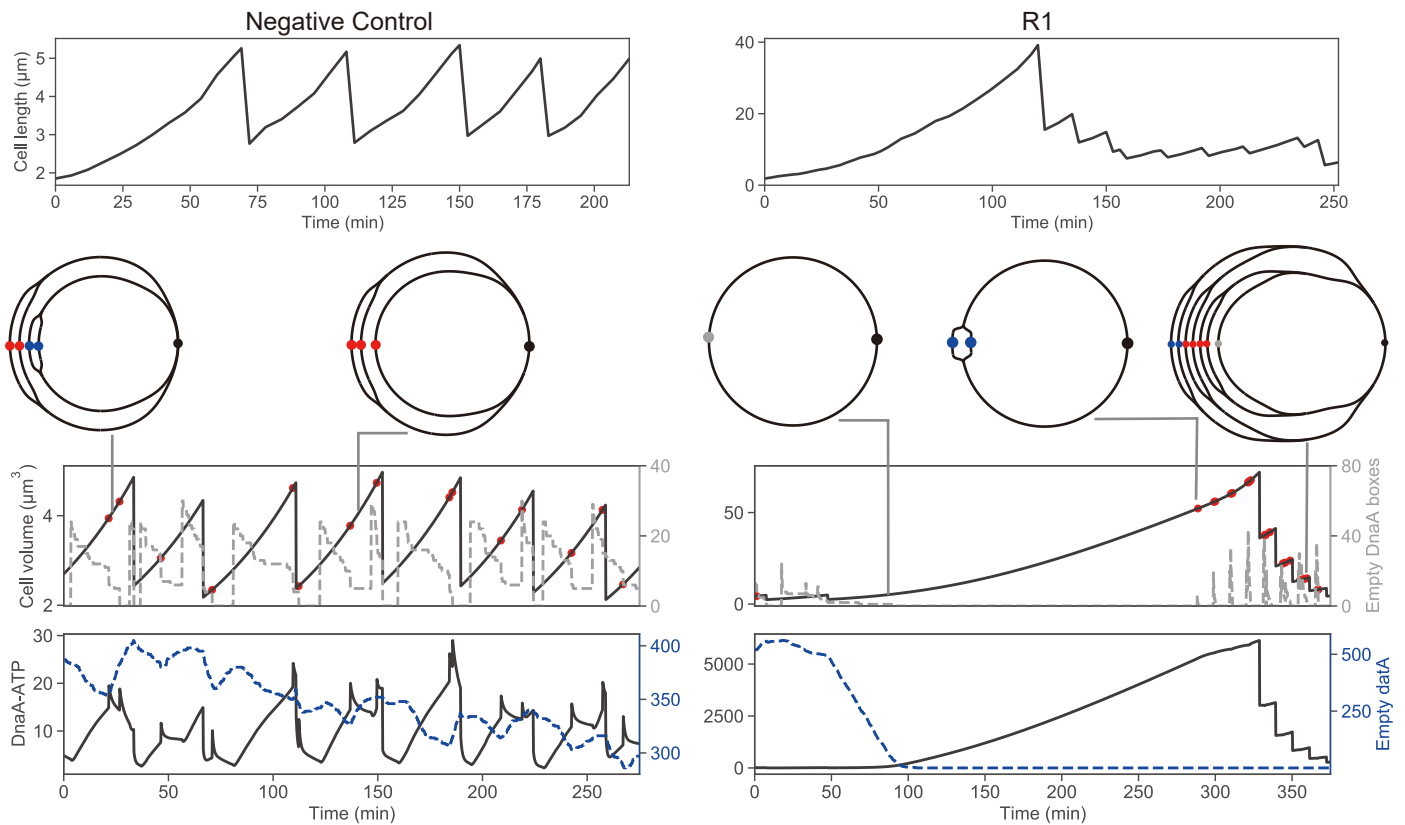 Negative Control
R1
Cell length (μm)
5
4
3
2
0 25 50 75 100 125 150 175 200
Time (min)
40
20
0
0 50 100 150 200 250
Time (min)
Cell volume (μm³)
4
2
40
20
0
50
0
80
40
0
Empty DnaA boxes
DnaA-ATP
30
20
10
400
350
300
0 50 100 150 200 250
Time (min)
5000
2500
0
500
250
Empty datA
0 50 100 150 200 250 300 350
Time (min)